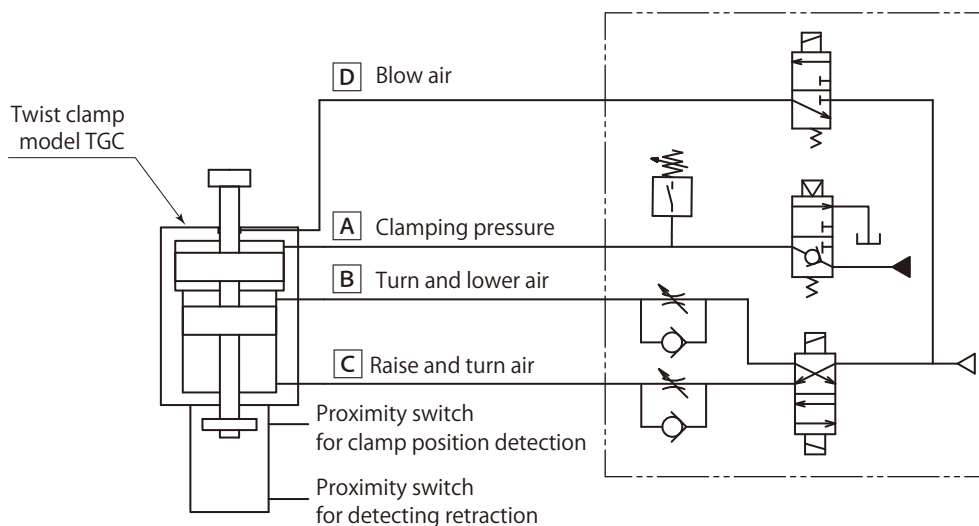 D Blow air
Twist clamp
model TGC
A Clamping pressure
B Turn and lower air
C Raise and turn air
Proximity switch
for clamp position detection
Proximity switch
for detecting retraction